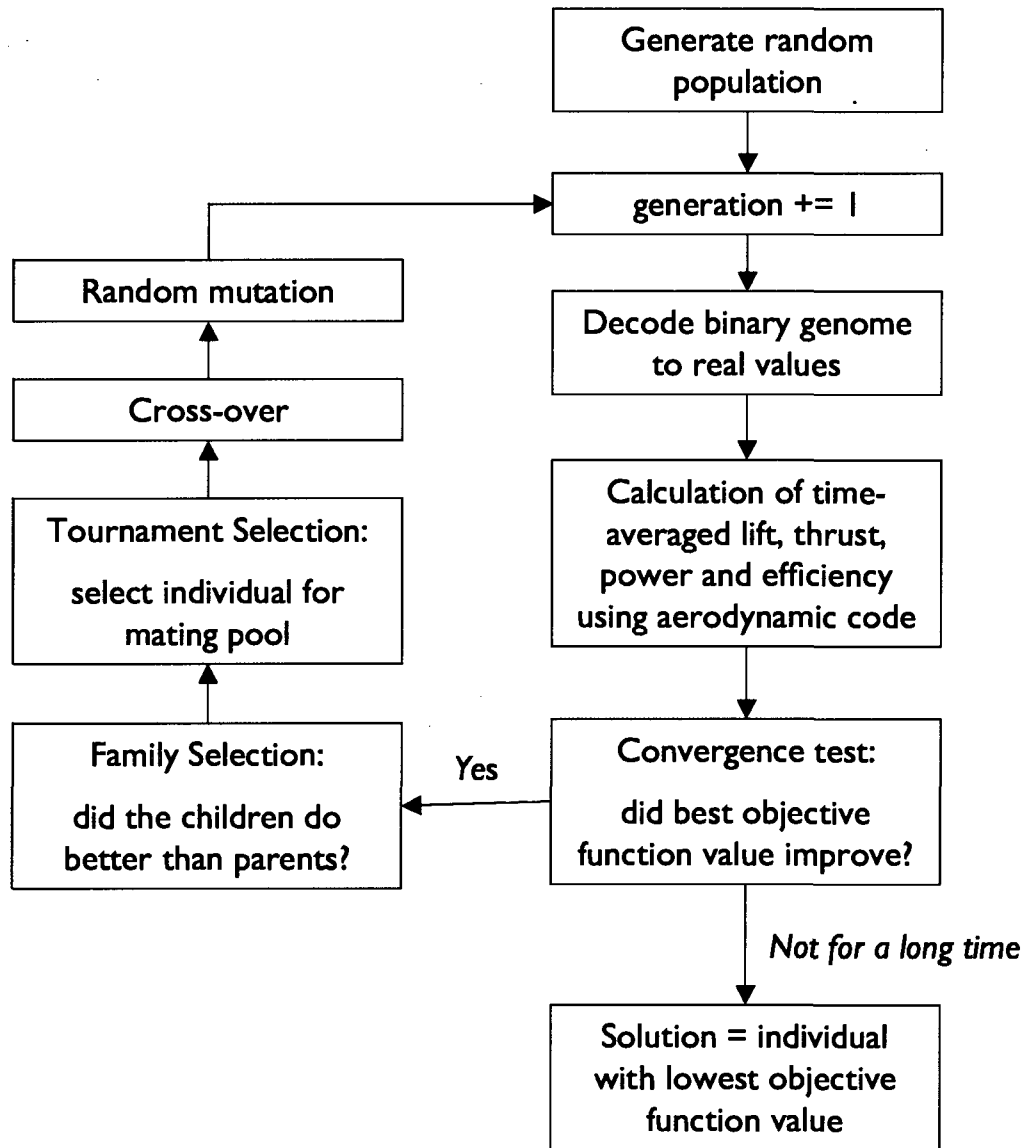 Generate random
population
generation += 1
Random mutation
Decode binary genome
to real values
Cross-over
Calculation of time-
averaged lift, thrust,
power and efficiency
using aerodynamic code
Tournament Selection:
select individual for
mating pool
Family Selection:
did the children do
better than parents?
Yes
Convergence test:
did best objective
function value improve?
Not for a long time
Solution = individual
with lowest objective
function value